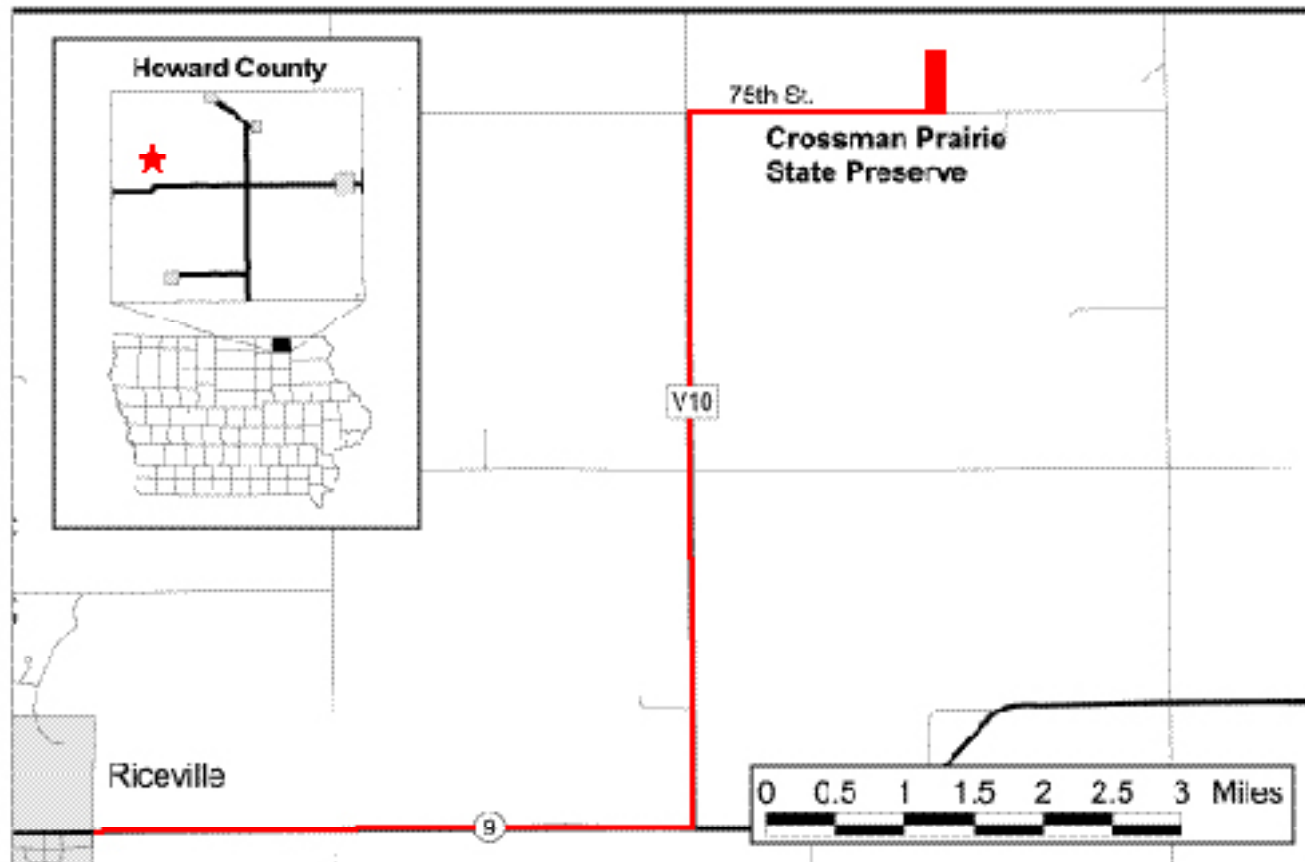 Howard County
75th St.
Crossman Prairie
State Preserve
V10
Riceville
9
0 0.5 1 1.5 2 2.5 3 Miles